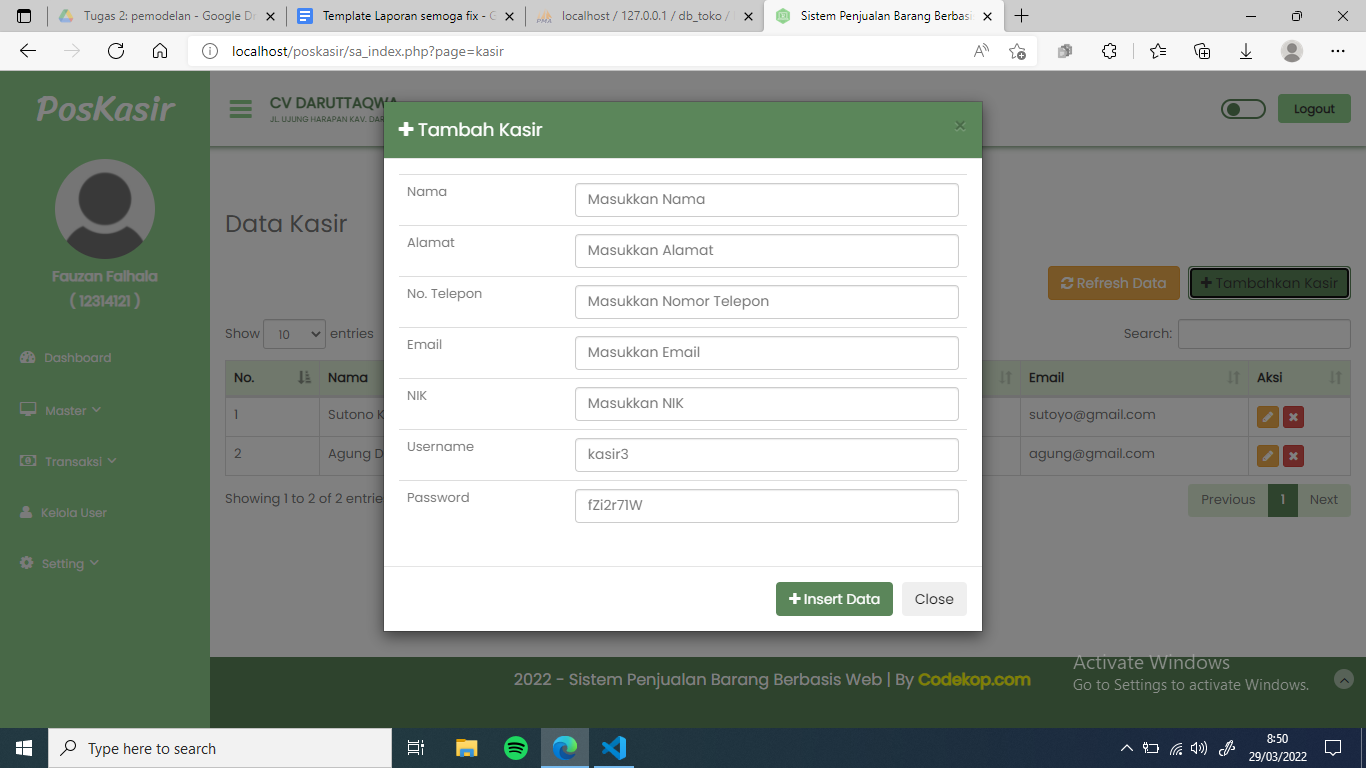 Tugas 2: pemodelan - Google Dr
Template Laporan semoga fix - G
localhost / 127.0.0.1 / db_toko /
Sistem Penjualan Barang Berbasi
localhost/poskasir/sa_index.php?page=kasir
PosKasir
CV DARUTTAQWA
JL. UJUNG HARAPAN KAV. DAR
Logout
Fauzan Falhala
( 12314121 )
Dashboard
Master
Transaksi
Kelola User
Setting
Data Kasir
Refresh Data
Tambahkan Kasir
Show 10 entries
Search:
No. Nama Email Aksi
1 Sutono K sutoyo@gmail.com
2 Agung D agung@gmail.com
Showing 1 to 2 of 2 entrie
Previous 1 Next
Tambah Kasir
×
Nama Masukkan Nama
Alamat Masukkan Alamat
No. Telepon Masukkan Nomor Telepon
Email Masukkan Email
NIK Masukkan NIK
Username kasir3
Password fZi2r71W
Insert Data Close
2022 - Sistem Penjualan Barang Berbasis Web | By Codekop.com
Activate Windows
Go to Settings to activate Windows.
Type here to search
8:50
29/03/2022